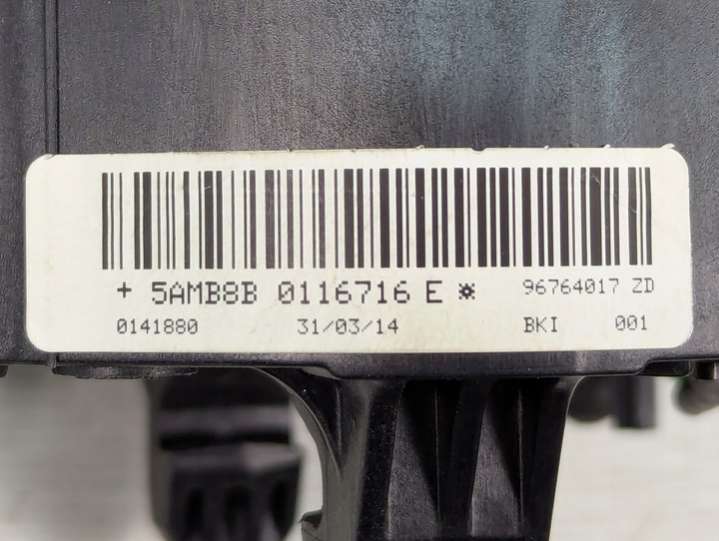 + 5AMB8B 0116716 E ✲ 96764017 ZD
0141880 31/03/14 BKI 001